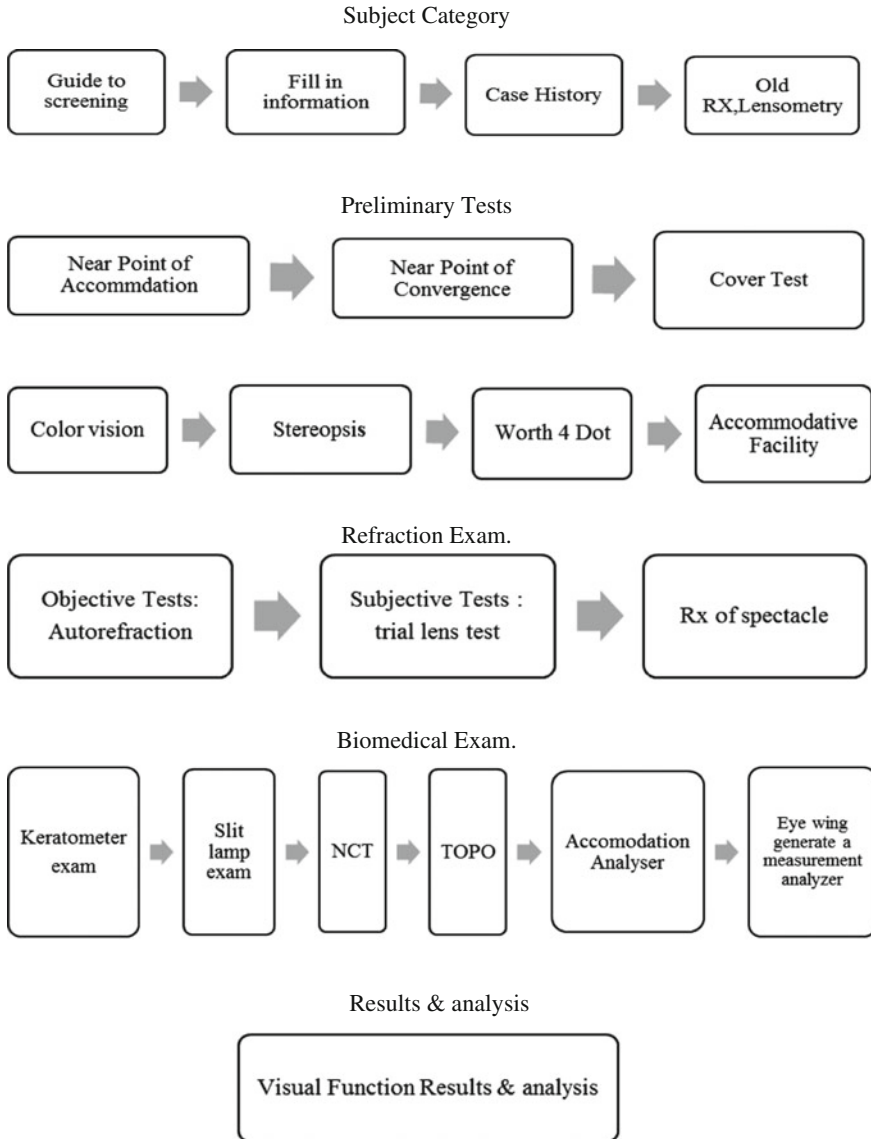 Subject Category
Guide to
screening
Fill in
information
Case History
Old
RX,Lensometry
Preliminary Tests
Near Point of
Accommdation
Near Point of
Convergence
Cover Test
Color vision
Stereopsis
Worth 4 Dot
Accommodative
Facility
Refraction Exam.
Objective Tests:
Autorefraction
Subjective Tests :
trial lens test
Rx of spectacle
Biomedical Exam.
Keratometer
exam
Slit
lamp
exam
NCT
TOPO
Accomodation
Analyser
Eye wing
generate a
measurement
analyzer
Results & analysis
Visual Function Results & analysis